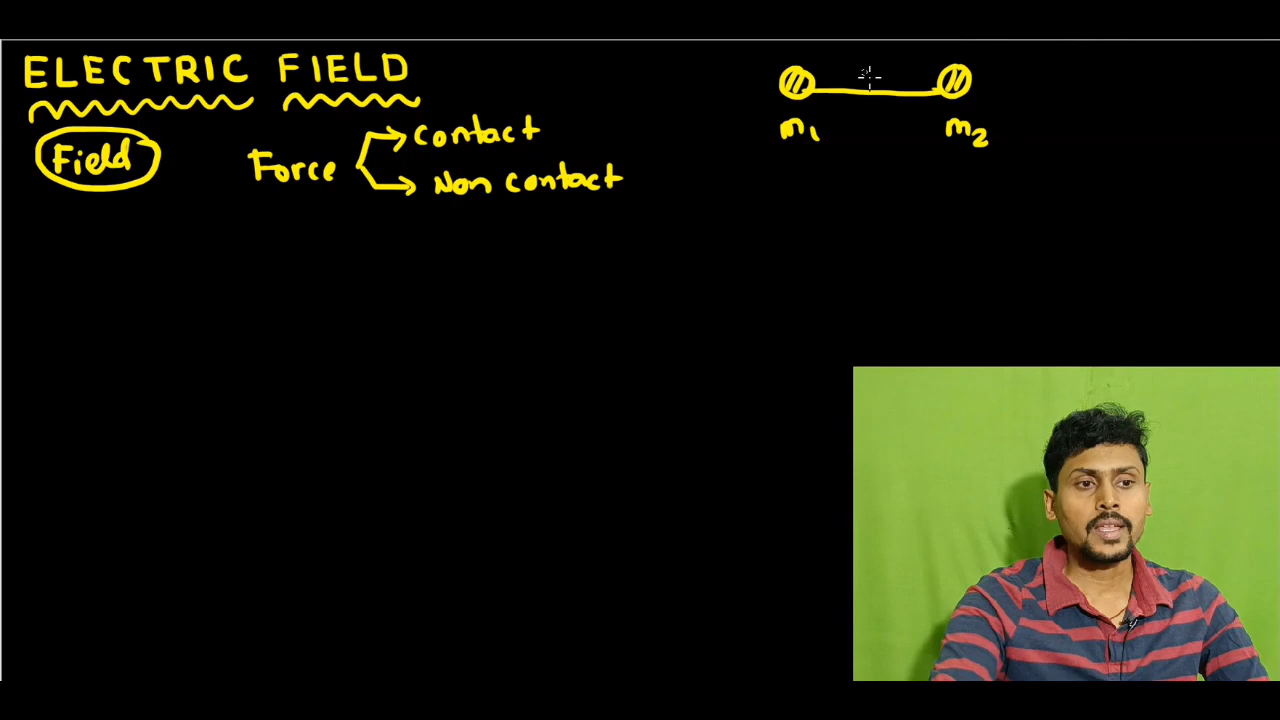 ELECTRIC FIELD
Field
Force
Contact
Non contact
m1
m2